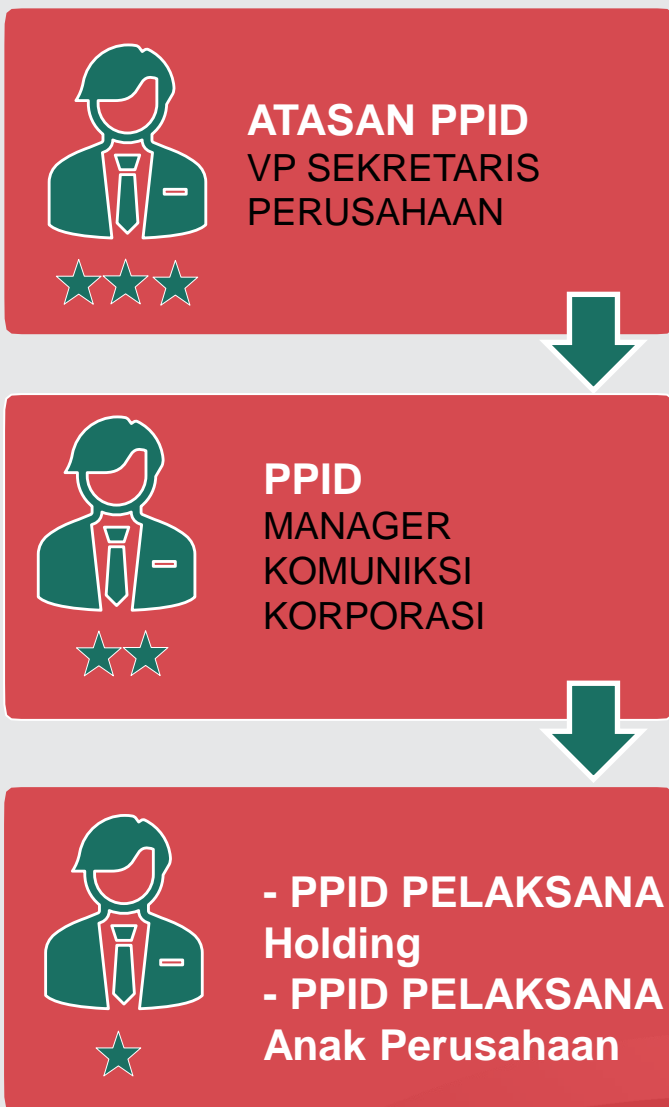 ATASAN PPID
VP SEKRETARIS
PERUSAHAAN
PPID
MANAGER
KOMUNIKSI
KORPORASI
- PPID PELAKSANA
Holding
- PPID PELAKSANA
Anak Perusahaan